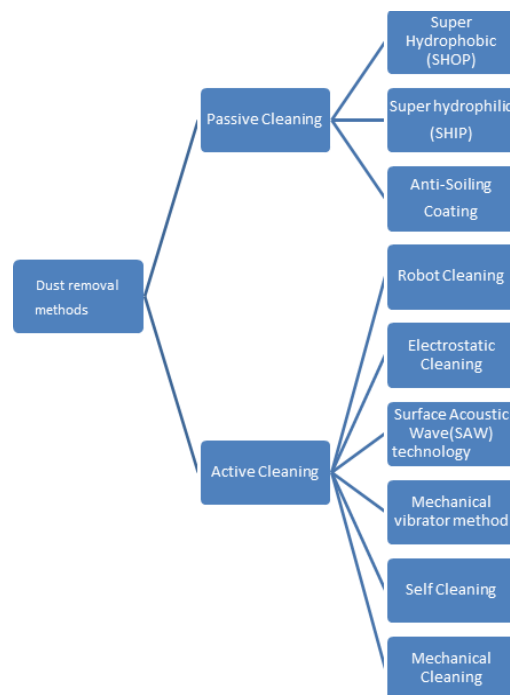 Dust removal
methods
Passive Cleaning
Super
Hydrophobic
(SHOP)
Super hydrophilic
(SHIP)
Anti-Soiling
Coating
Active Cleaning
Robot Cleaning
Electrostatic
Cleaning
Surface Acoustic
Wave(SAW)
technology
Mechanical
vibrator method
Self Cleaning
Mechanical
Cleaning